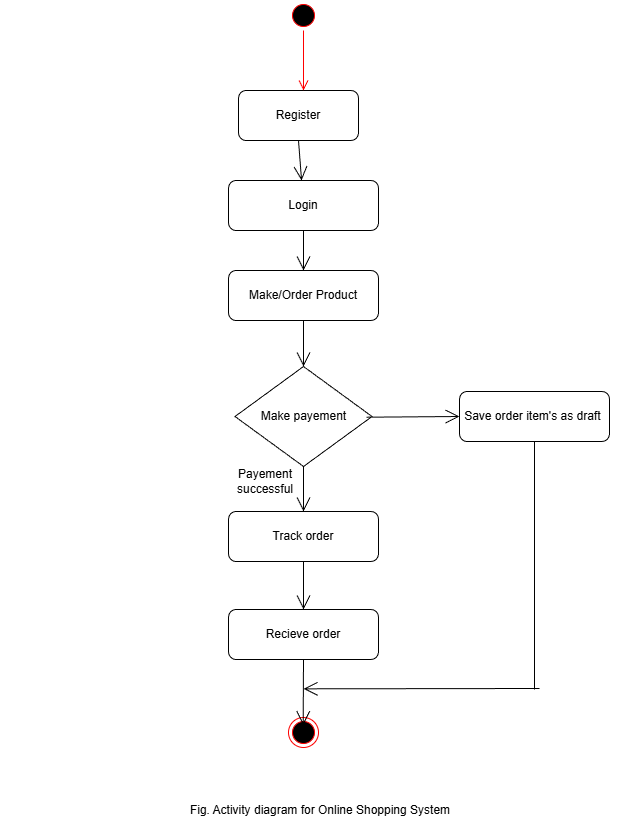 Register
Login
Make/Order Product
Make payement
Save order item's as draft
Payement
successful
Track order
Recieve order
Fig. Activity diagram for Online Shopping System